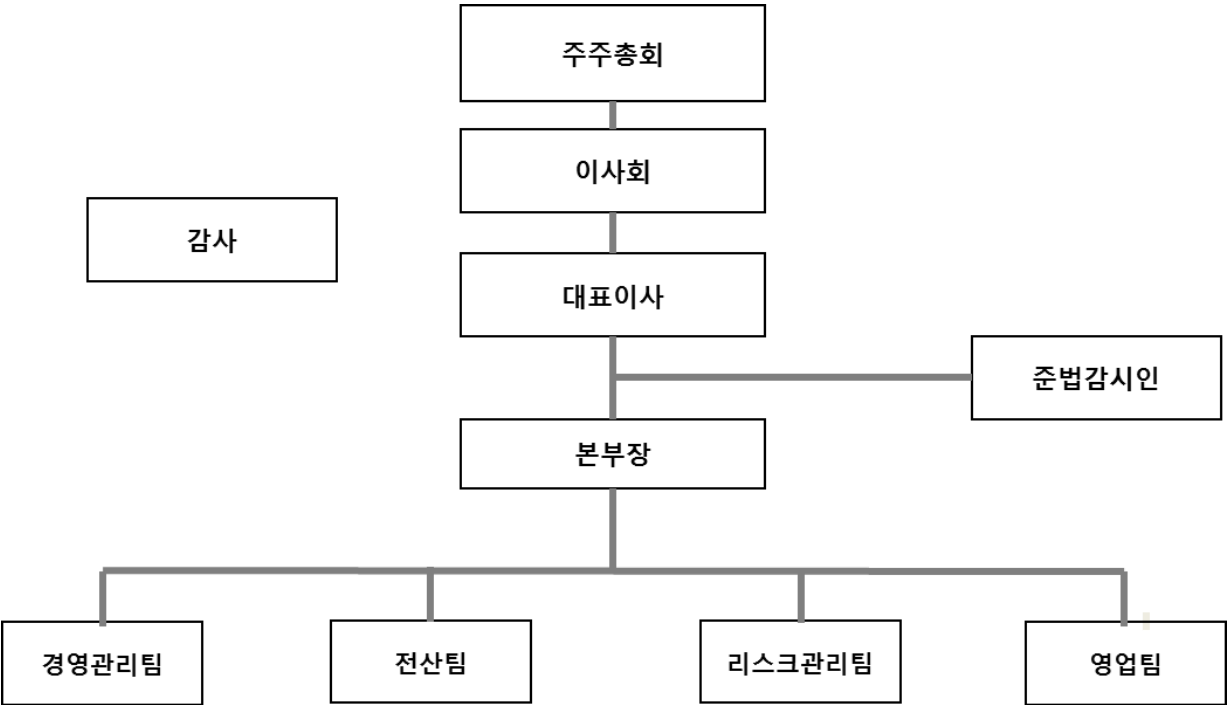 주주총회
이사회
감사
대표이사
준법감시인
본부장
경영관리팀
전산팀
리스크관리팀
영업팀